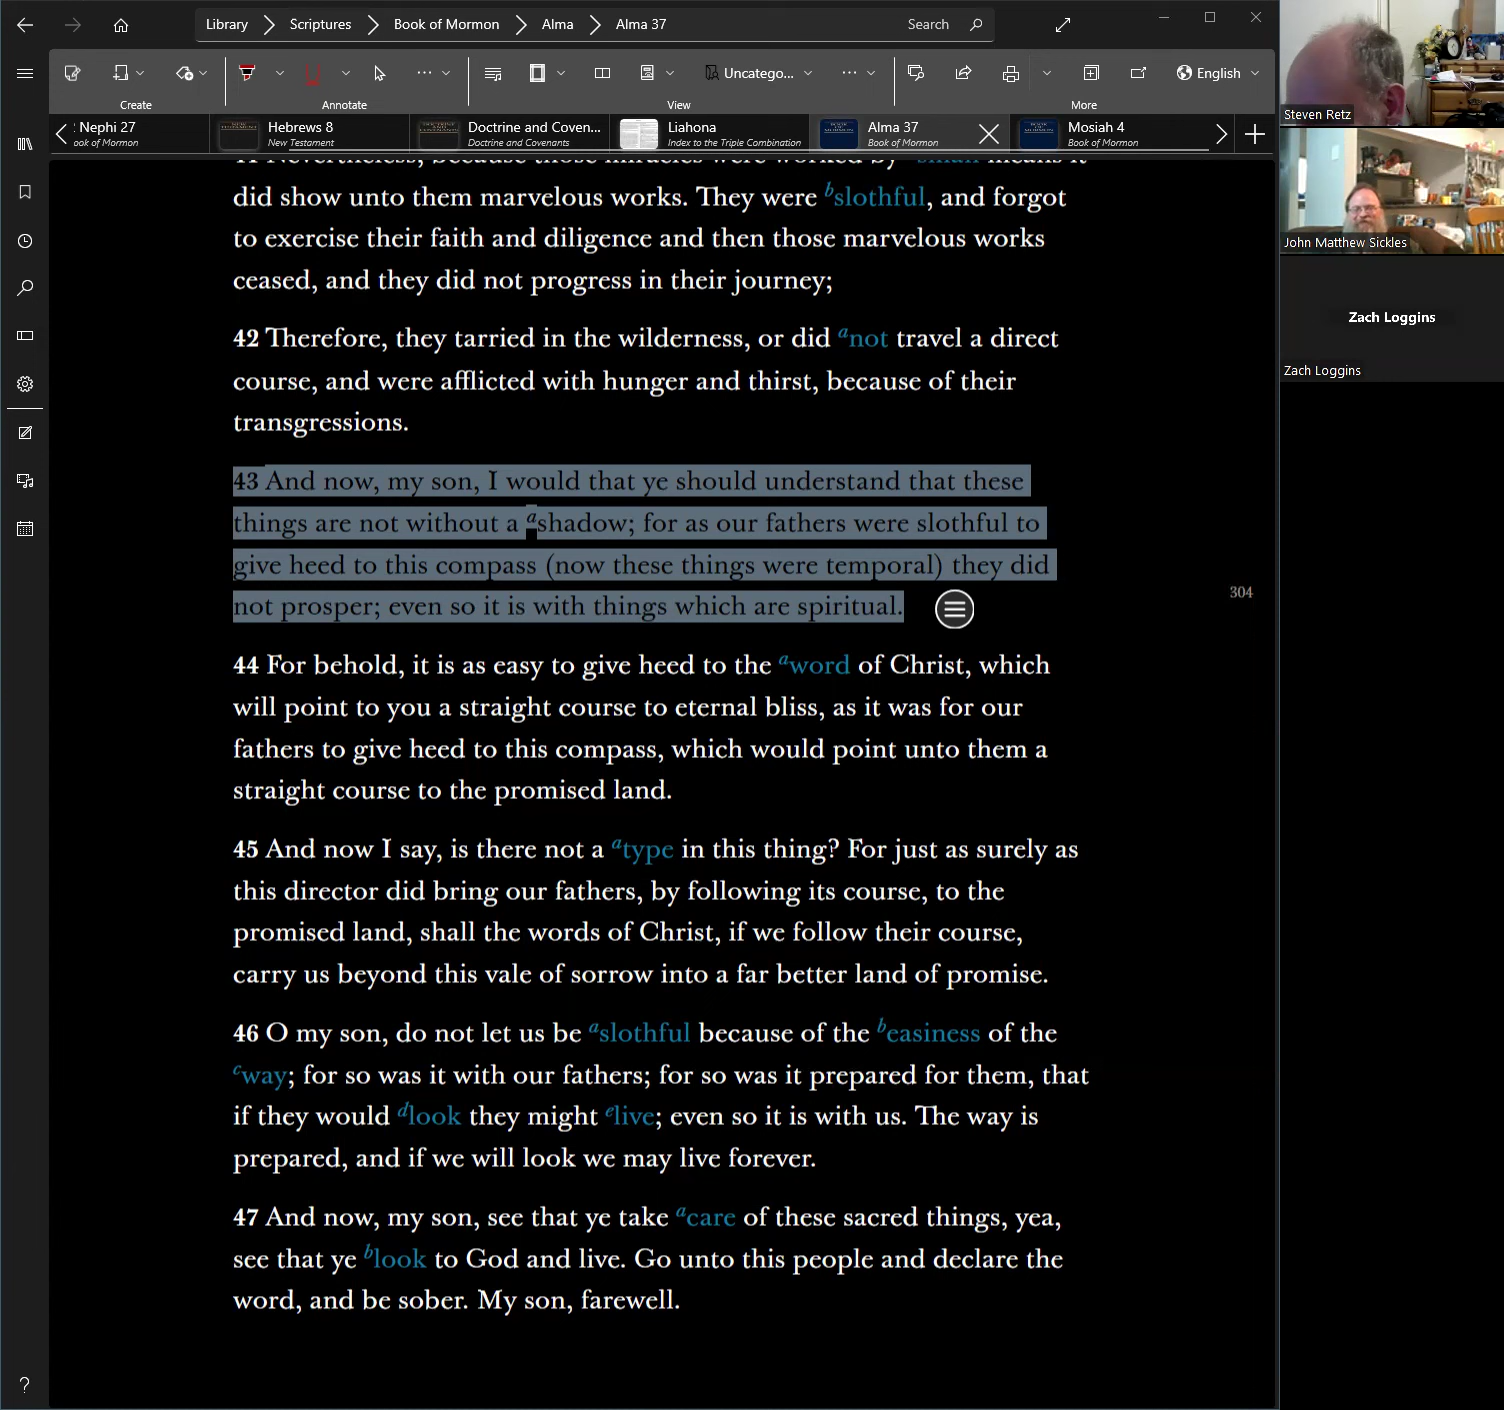 Library
Scriptures
Book of Mormon
Alma
Alma 37
Search
Uncatego...
English
Create
Annotate
View
More
Nephi 27
ook of Mormon
Hebrews 8
New Testament
Doctrine and Coven...
Doctrine and Covenants
Liahona
Index to the Triple Combination
Alma 37
Book of Mormon
Mosiah 4
Book of Mormon
41 Nevertheless, because those miracles were worked by small means it
did show unto them marvelous works. They were bslothful, and forgot
to exercise their faith and diligence and then those marvelous works
ceased, and they did not progress in their journey;
42 Therefore, they tarried in the wilderness, or did anot travel a direct
course, and were afflicted with hunger and thirst, because of their
transgressions.
43 And now, my son, I would that ye should understand that these
things are not without a ashadow; for as our fathers were slothful to
give heed to this compass (now these things were temporal) they did
not prosper; even so it is with things which are spiritual.
304
44 For behold, it is as easy to give heed to the aword of Christ, which
will point to you a straight course to eternal bliss, as it was for our
fathers to give heed to this compass, which would point unto them a
straight course to the promised land.
45 And now I say, is there not a atype in this thing? For just as surely as
this director did bring our fathers, by following its course, to the
promised land, shall the words of Christ, if we follow their course,
carry us beyond this vale of sorrow into a far better land of promise.
46 O my son, do not let us be aslothful because of the beasiness of the
cway; for so was it with our fathers; for so was it prepared for them, that
if they would dlook they might elive; even so it is with us. The way is
prepared, and if we will look we may live forever.
47 And now, my son, see that ye take acare of these sacred things, yea,
see that ye blook to God and live. Go unto this people and declare the
word, and be sober. My son, farewell.
Steven Retz
John Matthew Sickles
Zach Loggins
Zach Loggins